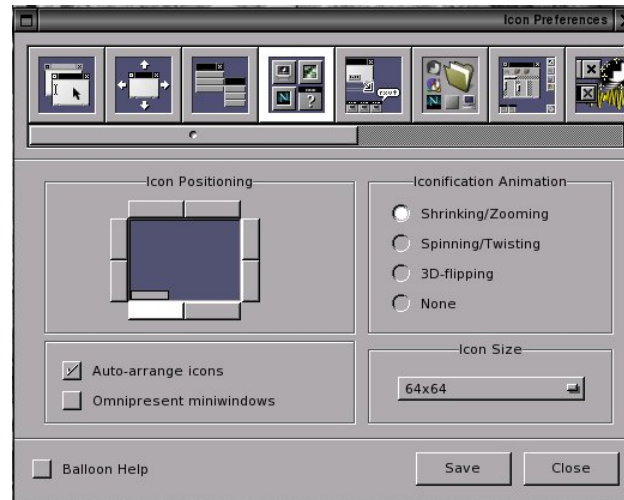 Icon Preferences
rxvt
Icon Positioning
Iconification Animation
Shrinking/Zooming
Spinning/Twisting
3D-flipping
None
Auto-arrange icons
Omnipresent miniwindows
Icon Size
64x64
Balloon Help
Save
Close